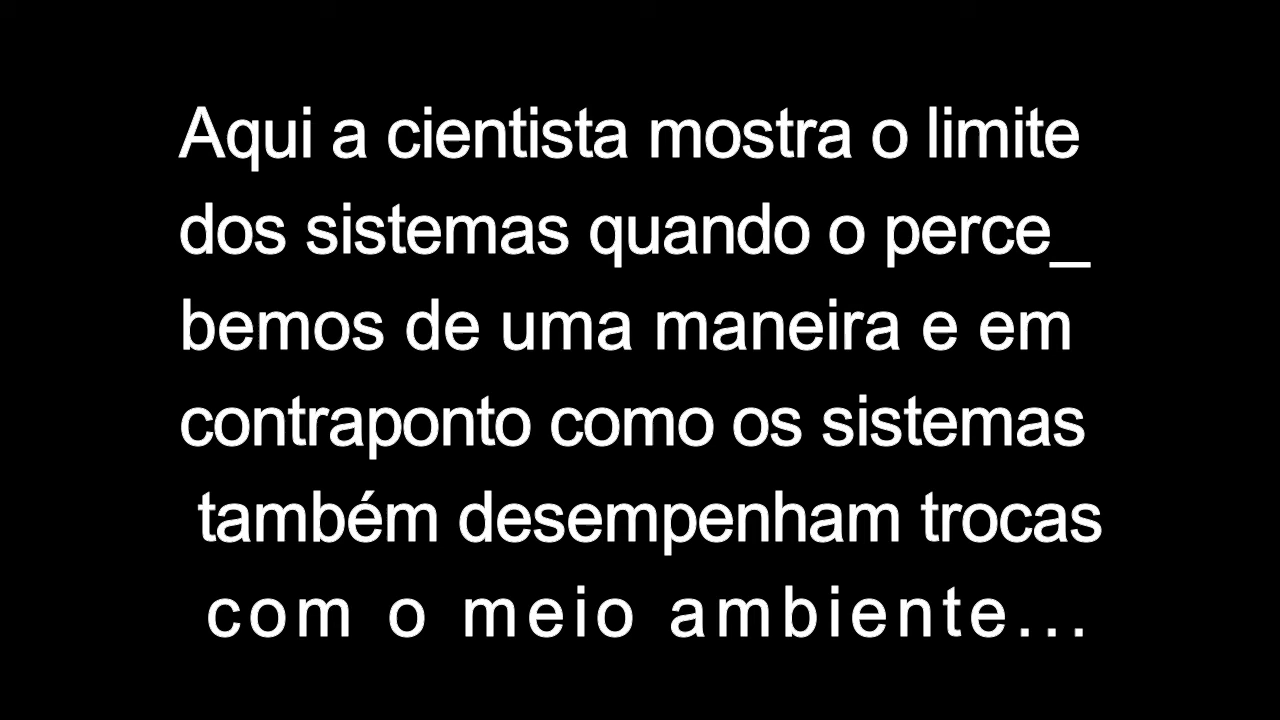 Aqui a cientista mostra o limite
dos sistemas quando o perce_
bemos de uma maneira e em
contraponto como os sistemas
também desempenham trocas
com o meio ambiente...